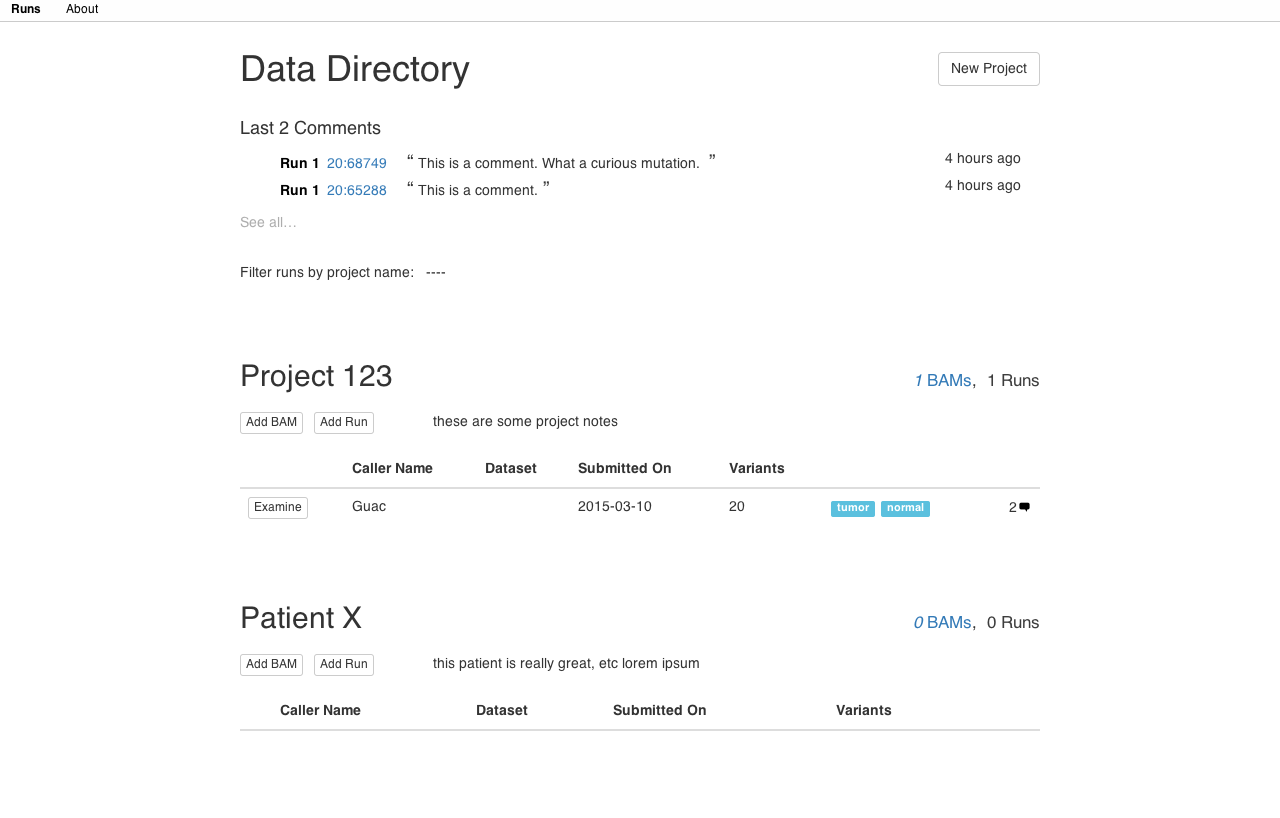 Runs About
Data Directory New Project
Last 2 Comments
Run 1 20:68749 “ This is a comment. What a curious mutation. ” 4 hours ago
Run 1 20:65288 “ This is a comment. ” 4 hours ago
See all...
Filter runs by project name: ----
Project 123 1 BAMs, 1 Runs
Add BAM Add Run these are some project notes
Caller Name Dataset Submitted On Variants
Examine Guac 2015-03-10 20 tumor normal 2
Patient X 0 BAMs, 0 Runs
Add BAM Add Run this patient is really great, etc lorem ipsum
Caller Name Dataset Submitted On Variants